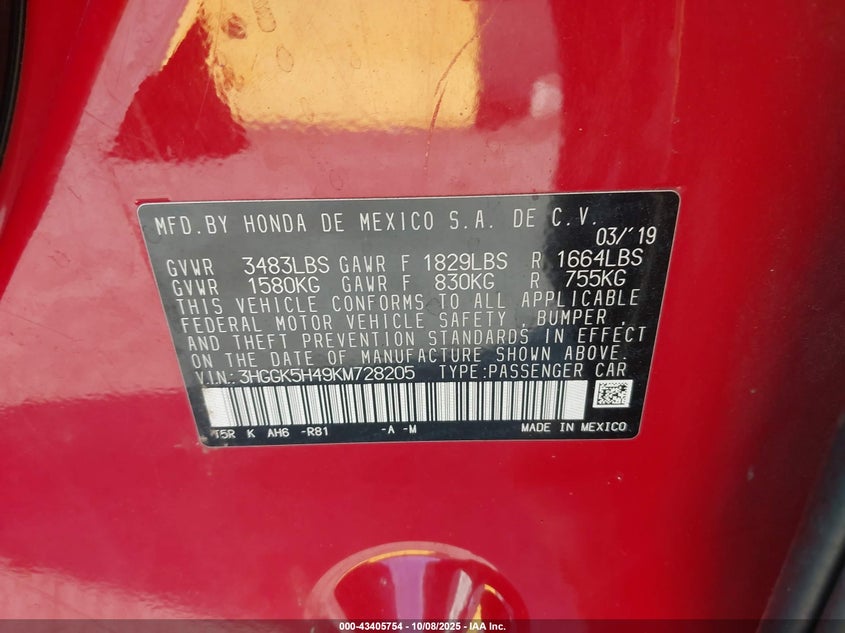 MFD.BY HONDA DE MEXICO S.A. DE C.V.
03/'19
GVWR 3483LBS GAWR F 1829LBS R 1664LBS
GVWR 1580KG GAWR F 830KG R 755KG
THIS VEHICLE CONFORMS TO ALL APPLICABLE
FEDERAL MOTOR VEHICLE SAFETY, BUMPER,
AND THEFT PREVENTION STANDARDS IN EFFECT
ON THE DATE OF MANUFACTURE SHOWN ABOVE.
V.I.N.: 3HGGK5H49KM728205 TYPE:PASSENGER CAR
T5R K AH6 -R81 -A -M MADE IN MEXICO
000-43405754 - 10/08/2025 - IAA Inc.